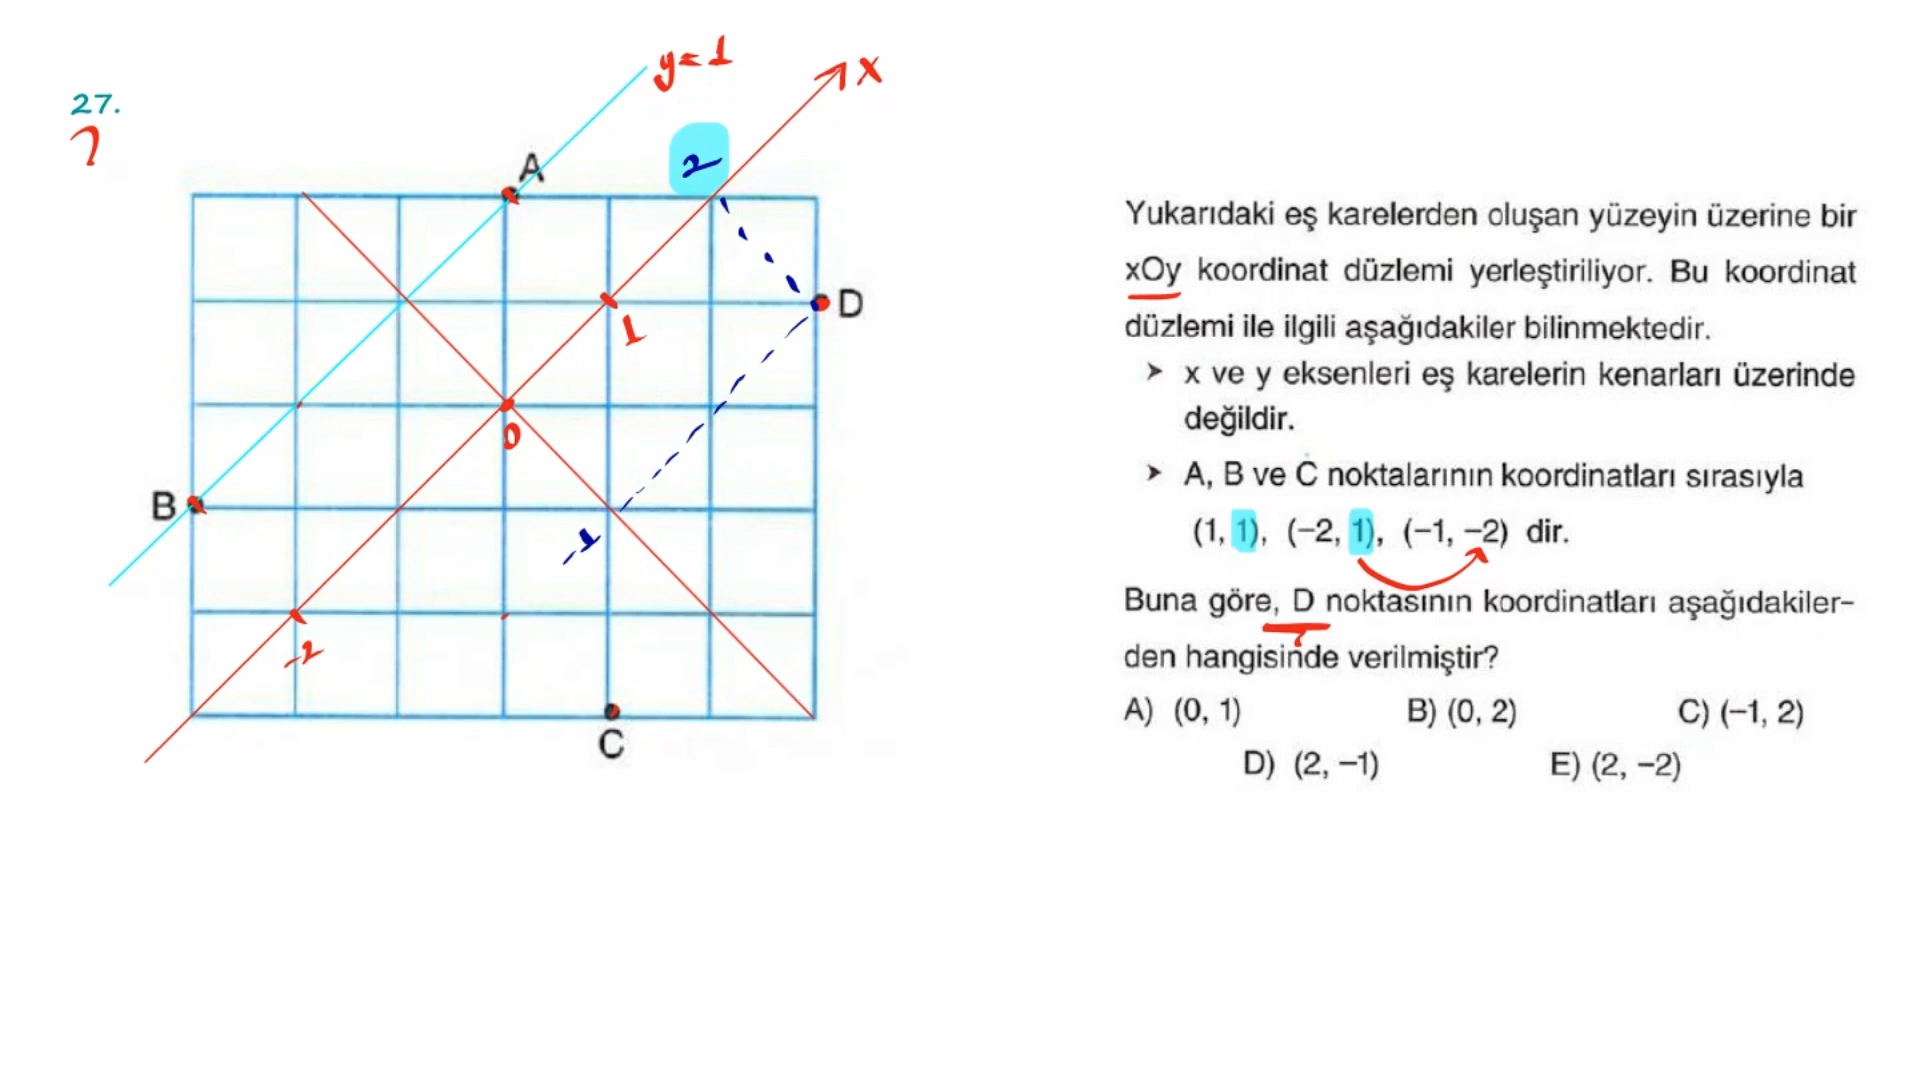 27.
?
y=1
x
2
A
D
1
0
B
-1
-2
C
Yukarıdaki eş karelerden oluşan yüzeyin üzerine bir
xOy koordinat düzlemi yerleştiriliyor. Bu koordinat
düzlemi ile ilgili aşağıdakiler bilinmektedir.
➤ x ve y eksenleri eş karelerin kenarları üzerinde
değildir.
➤ A, B ve C noktalarının koordinatları sırasıyla
(1, 1), (−2, 1), (−1, −2) dir.
Buna göre, D noktasının koordinatları aşağıdakiler-
den hangisinde verilmiştir?
A) (0, 1) B) (0, 2) C) (−1, 2)
D) (2, −1) E) (2, −2)